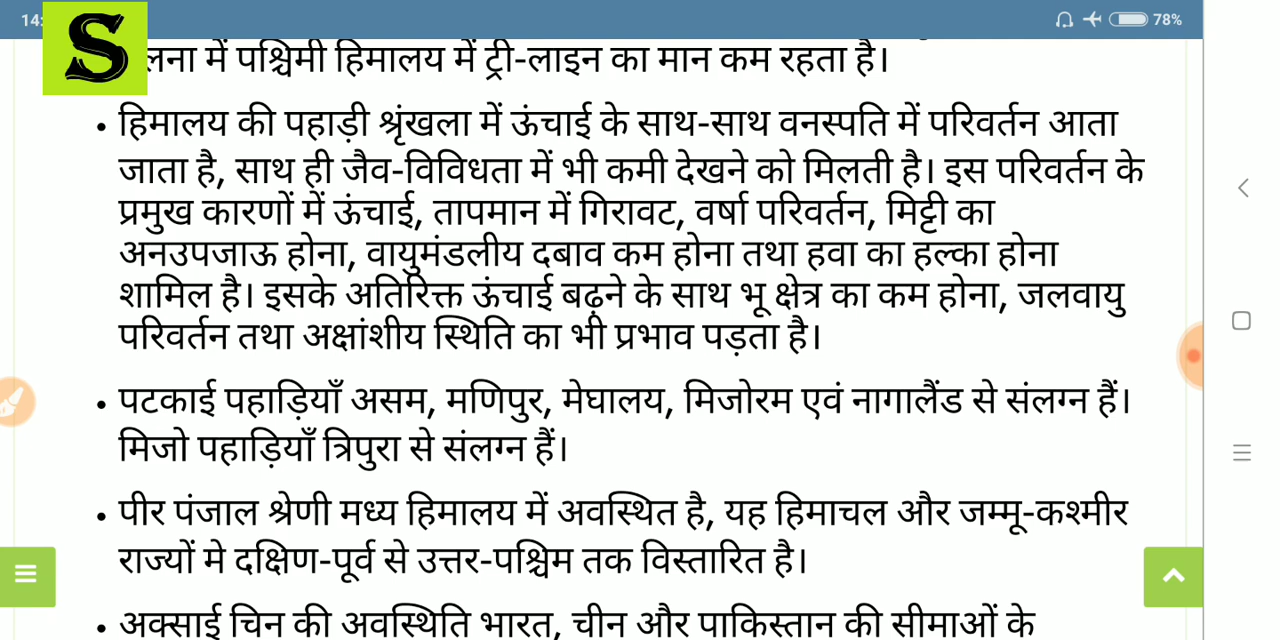 S
78%
में पश्चिमी हिमालय में ट्री-लाइन का मान कम रहता है।
• हिमालय की पहाड़ी श्रृंखला में ऊंचाई के साथ-साथ वनस्पति में परिवर्तन आता
जाता है, साथ ही जैव-विविधता में भी कमी देखने को मिलती है। इस परिवर्तन के
प्रमुख कारणों में ऊंचाई, तापमान में गिरावट, वर्षा परिवर्तन, मिट्टी का
अनउपजाऊ होना, वायुमंडलीय दबाव कम होना तथा हवा का हल्का होना
शामिल है। इसके अतिरिक्त ऊंचाई बढ़ने के साथ भू क्षेत्र का कम होना, जलवायु
परिवर्तन तथा अक्षांशीय स्थिति का भी प्रभाव पड़ता है।
• पटकाई पहाड़ियाँ असम, मणिपुर, मेघालय, मिजोरम एवं नागालैंड से संलग्न हैं।
मिजो पहाड़ियाँ त्रिपुरा से संलग्न हैं।
• पीर पंजाल श्रेणी मध्य हिमालय में अवस्थित है, यह हिमाचल और जम्मू-कश्मीर
राज्यों मे दक्षिण-पूर्व से उत्तर-पश्चिम तक विस्तारित है।
• अक्साई चिन की अवस्थिति भारत, चीन और पाकिस्तान की सीमाओं के